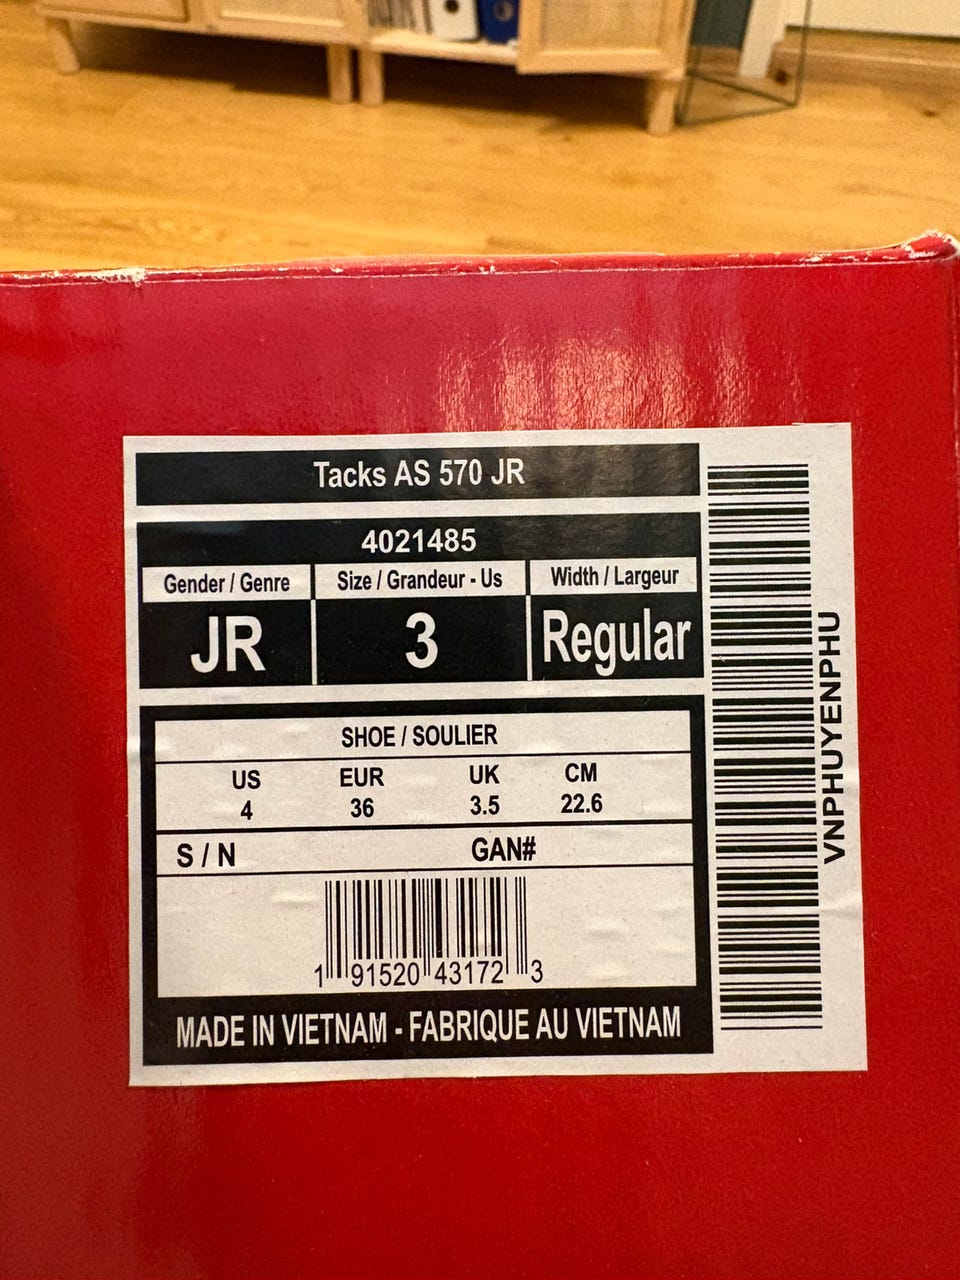 Tacks AS 570 JR
4021485
Gender / Genre Size / Grandeur - Us Width / Largeur
JR 3 Regular
SHOE / SOULIER
US EUR UK CM
4 36 3.5 22.6
S / N GAN#
1 91520 43172 3
MADE IN VIETNAM - FABRIQUE AU VIETNAM
VNPHUYENPHU